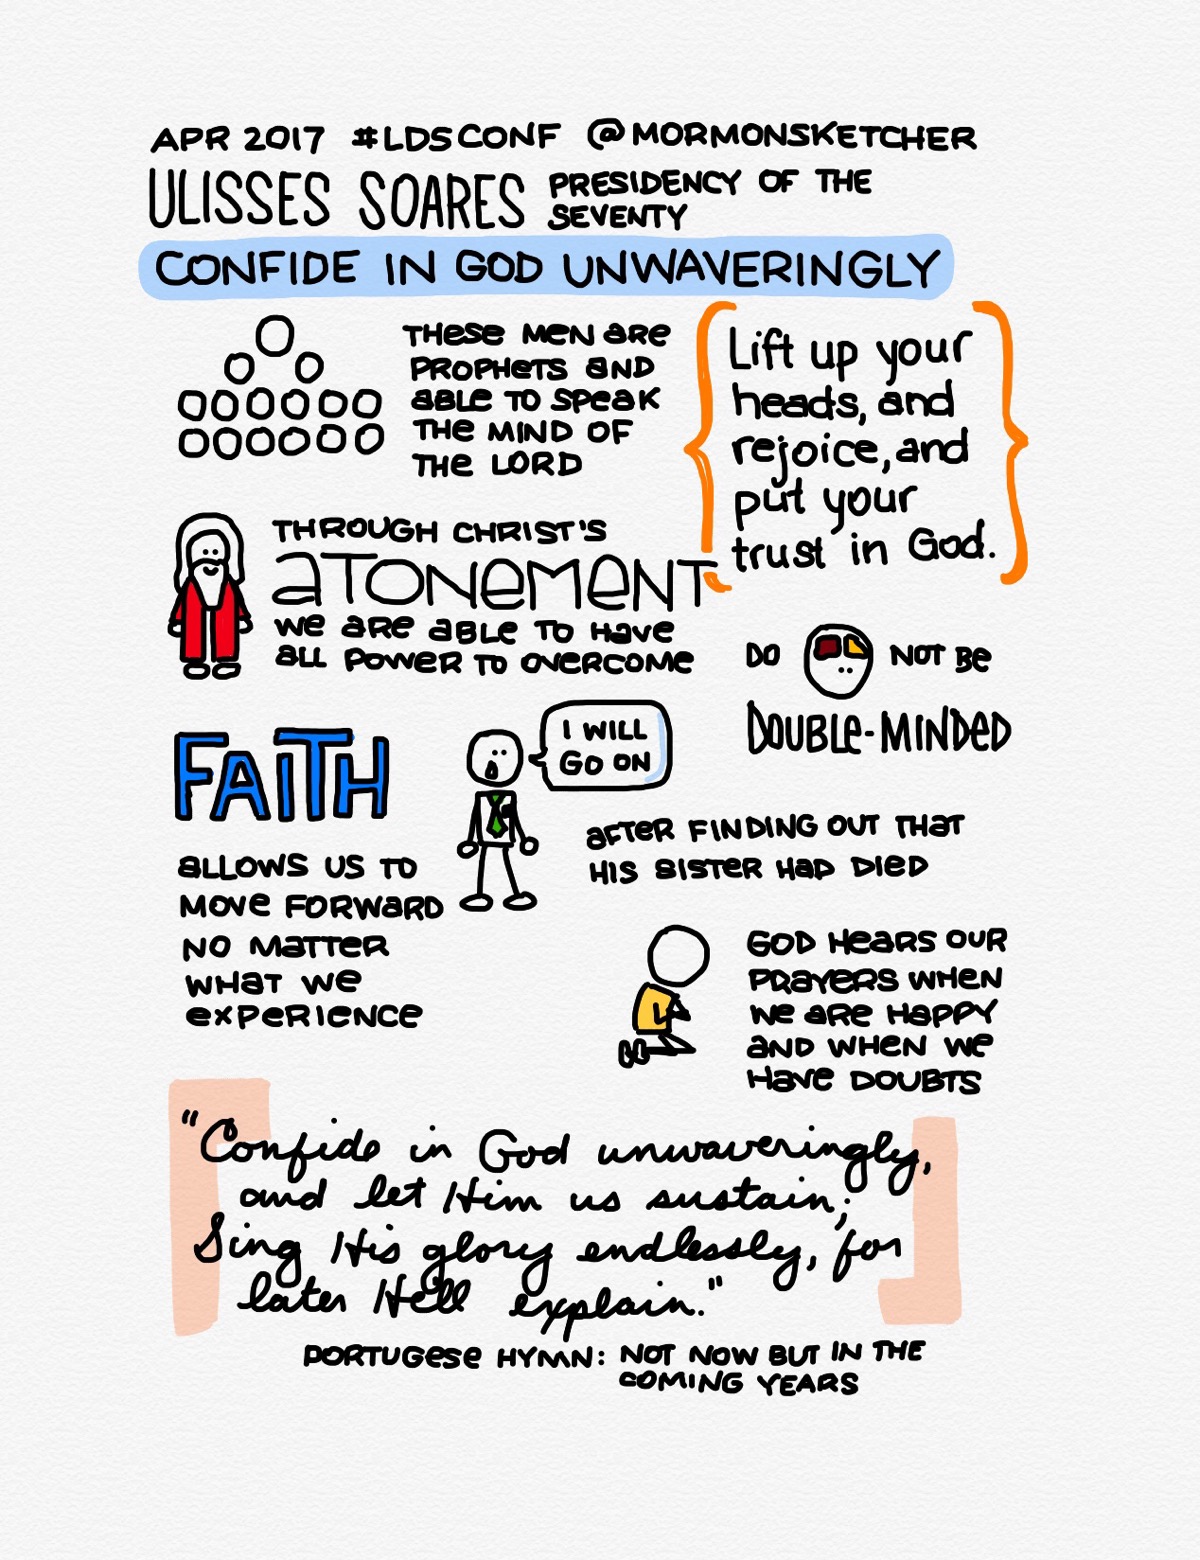 APR 2017 #LDSCONF @MORMONSKETCHER
ULISSES SOARES PRESIDENCY OF THE
SEVENTY
CONFIDE IN GOD UNWAVERINGLY
THESE MEN ARE
PROPHETS AND
ABLE TO SPEAK
THE MIND OF
THE LORD
Lift up your
heads, and
rejoice, and
put your
trust in God.
THROUGH CHRIST'S
ATONEMENT
WE ARE ABLE TO HAVE
ALL POWER TO OVERCOME
DO NOT BE
DOUBLE-MINDED
FAITH
ALLOWS US TO
MOVE FORWARD
NO MATTER
WHAT WE
EXPERIENCE
I WILL
GO ON
AFTER FINDING OUT THAT
HIS SISTER HAD DIED
GOD HEARS OUR
PRAYERS WHEN
WE ARE HAPPY
AND WHEN WE
HAVE DOUBTS
"Confide in God unwaveringly,
and let Him us sustain;
Sing His glory endlessly, for
later He'll explain."
PORTUGESE HYMN: NOT NOW BUT IN THE
COMING YEARS